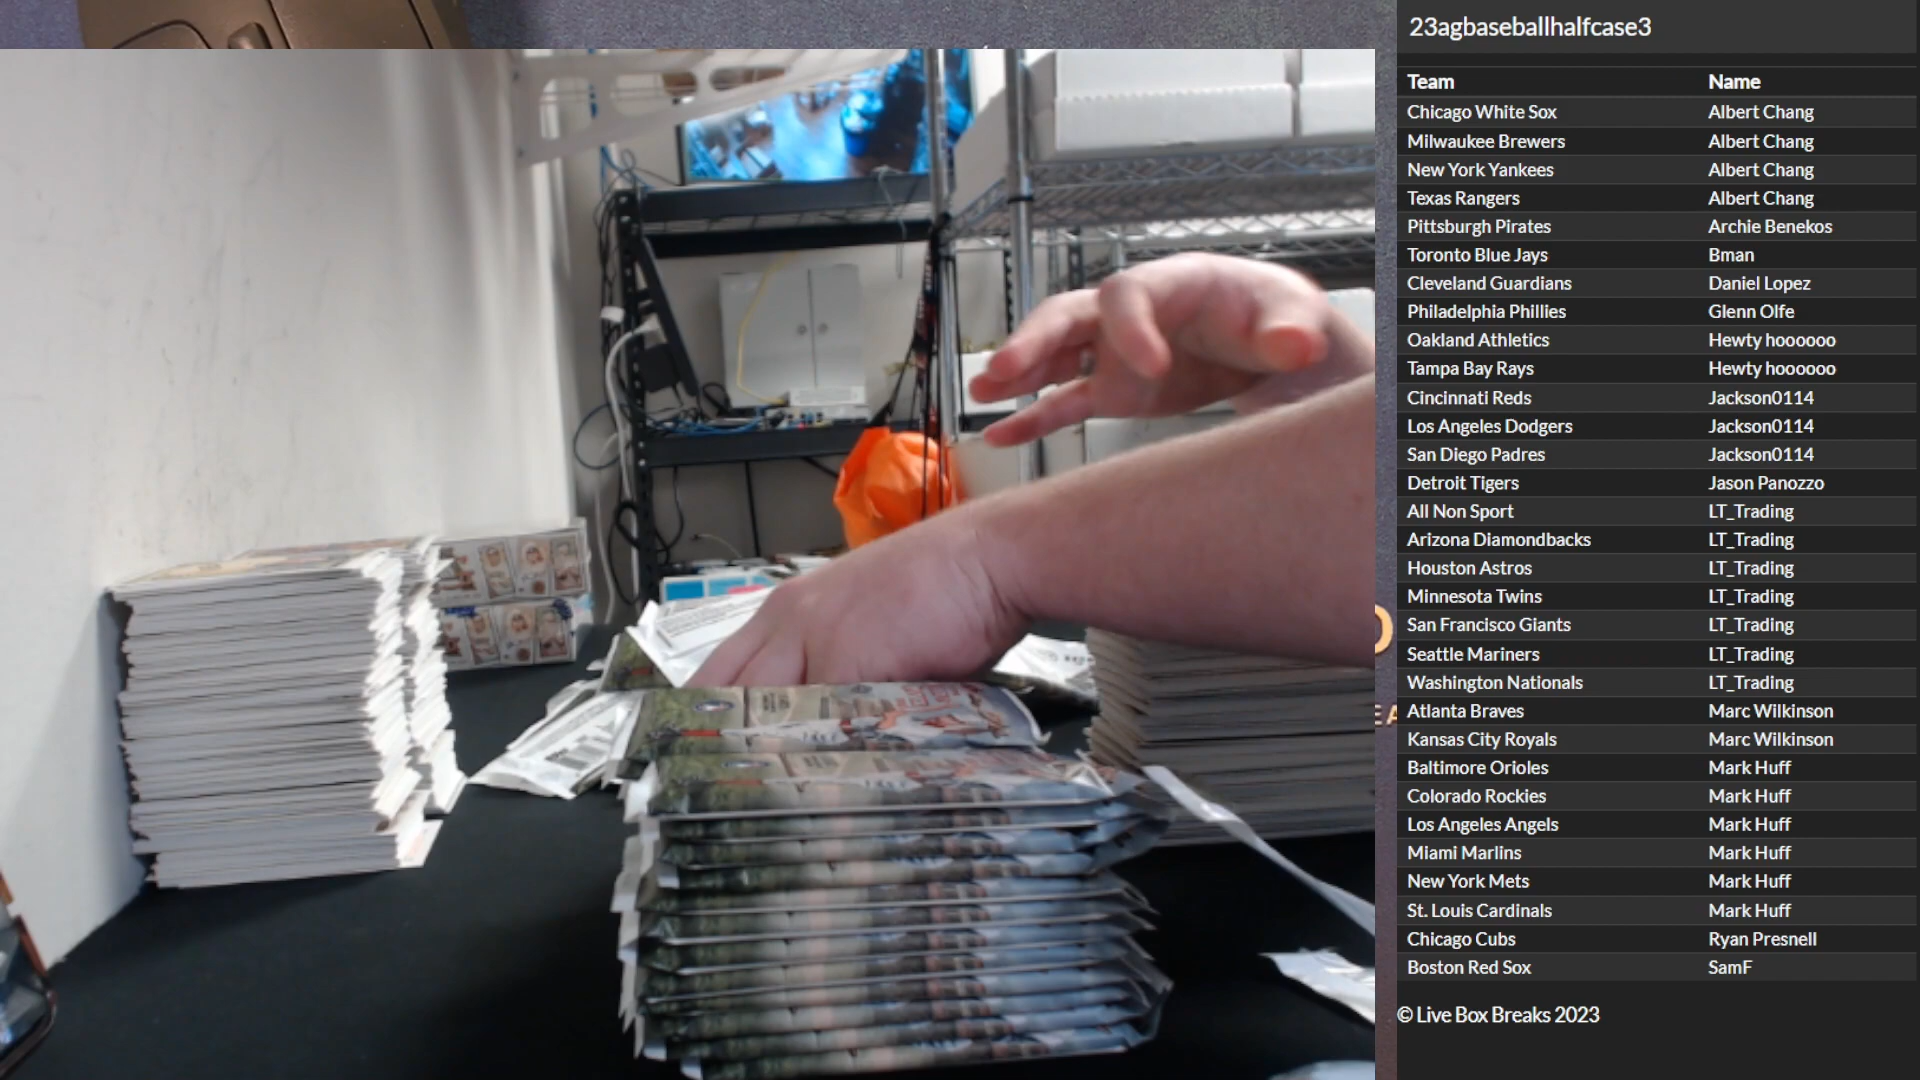 23agbaseballhalfcase3
Team Name
Chicago White Sox Albert Chang
Milwaukee Brewers Albert Chang
New York Yankees Albert Chang
Texas Rangers Albert Chang
Pittsburgh Pirates Archie Benekos
Toronto Blue Jays Bman
Cleveland Guardians Daniel Lopez
Philadelphia Phillies Glenn Olfe
Oakland Athletics Hewty hoooooo
Tampa Bay Rays Hewty hoooooo
Cincinnati Reds Jackson0114
Los Angeles Dodgers Jackson0114
San Diego Padres Jackson0114
Detroit Tigers Jason Panozzo
All Non Sport LT_Trading
Arizona Diamondbacks LT_Trading
Houston Astros LT_Trading
Minnesota Twins LT_Trading
San Francisco Giants LT_Trading
Seattle Mariners LT_Trading
Washington Nationals LT_Trading
Atlanta Braves Marc Wilkinson
Kansas City Royals Marc Wilkinson
Baltimore Orioles Mark Huff
Colorado Rockies Mark Huff
Los Angeles Angels Mark Huff
Miami Marlins Mark Huff
New York Mets Mark Huff
St. Louis Cardinals Mark Huff
Chicago Cubs Ryan Presnell
Boston Red Sox SamF
© Live Box Breaks 2023